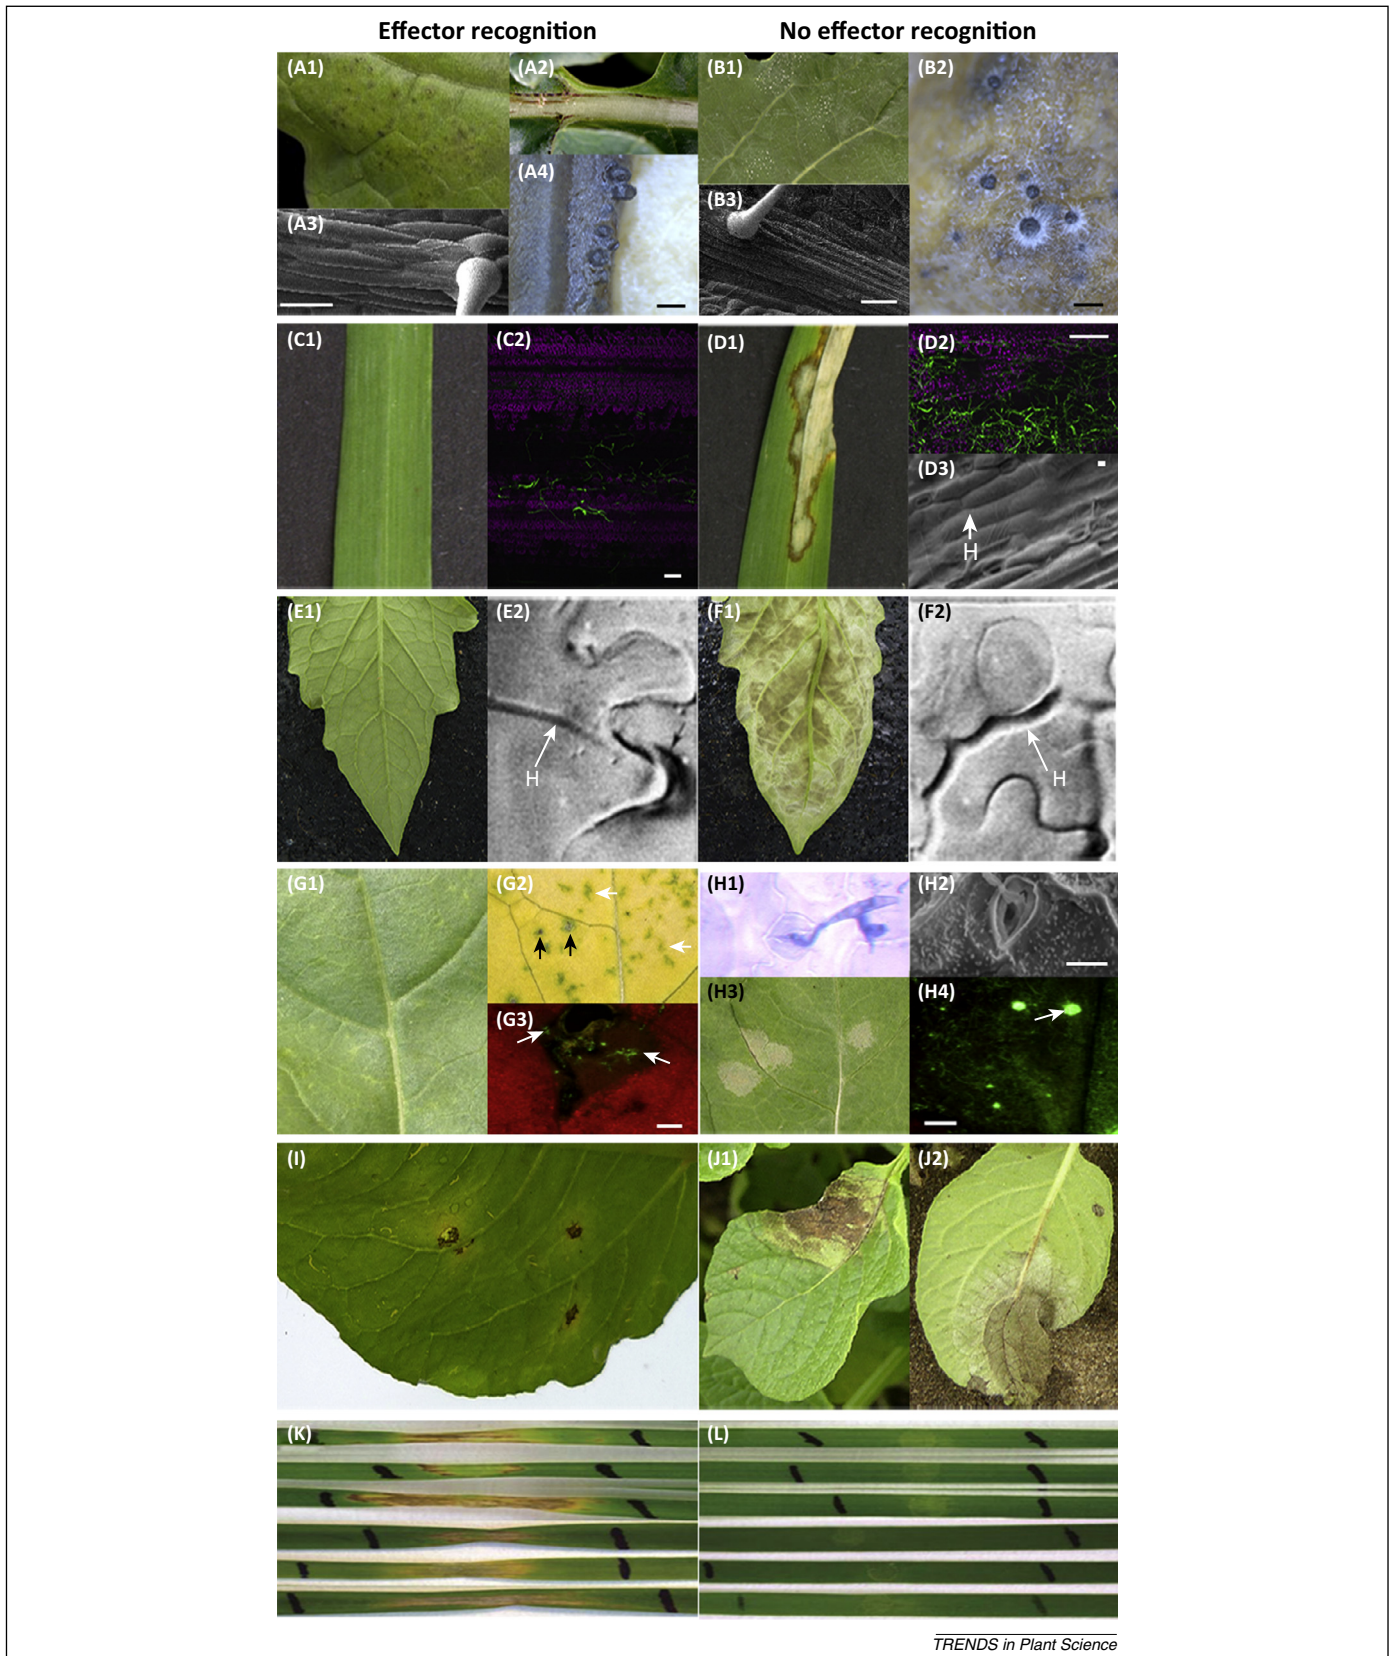 Effector recognition
No effector recognition
(A1)
(A2)
(B1)
(B2)
(A4)
(B3)
(A3)
(C1)
(C2)
(D1)
(D2)
(D3)
H
(E1)
(E2)
(F1)
(F2)
H
H
(G1)
(G2)
(H1)
(H2)
(G3)
(H3)
(H4)
(I)
(J1)
(J2)
(K)
(L)
TRENDS in Plant Science